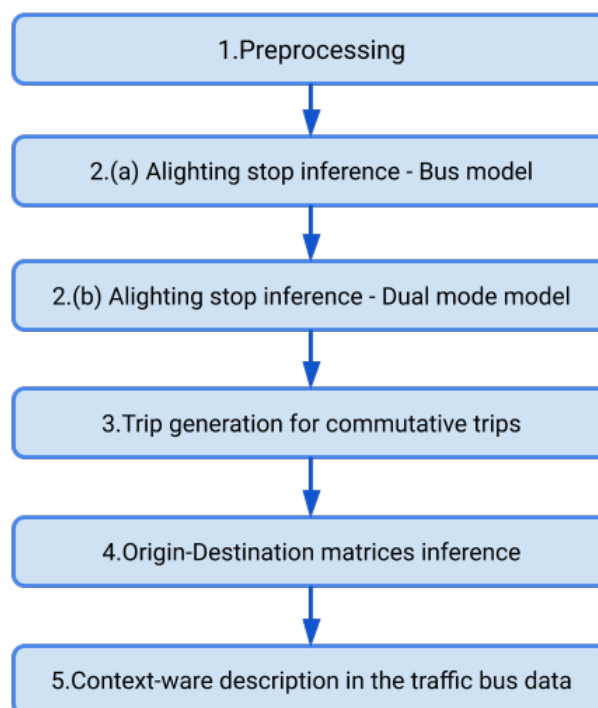 1.Preprocessing
2.(a) Alighting stop inference - Bus model
2.(b) Alighting stop inference - Dual mode model
3.Trip generation for commutative trips
4.Origin-Destination matrices inference
5.Context-ware description in the traffic bus data